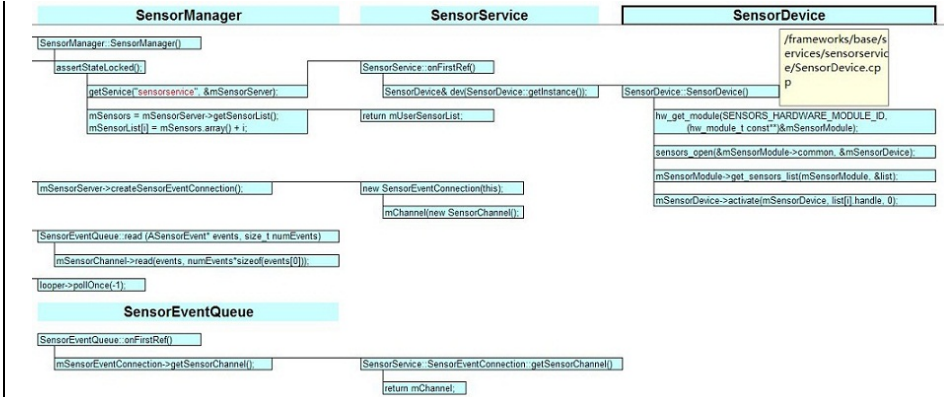 SensorManager
SensorService
SensorDevice
/frameworks/base/s
ervices/sensorservic
e/SensorDevice.cp
p
SensorManager::SensorManager()
assertStateLocked();
SensorService::onFirstRef()
getService("sensorservice", &mSensorServer);
SensorDevice& dev(SensorDevice::getInstance());
SensorDevice::SensorDevice()
mSensors = mSensorServer->getSensorList();
mSensorList[i] = mSensors.array() + i;
return mUserSensorList;
hw_get_module(SENSORS_HARDWARE_MODULE_ID,
(hw_module_t const**)&mSensorModule);
sensors_open(&mSensorModule->common, &mSensorDevice);
mSensorModule->get_sensors_list(mSensorModule, &list);
mSensorDevice->activate(mSensorDevice, list[i].handle, 0);
mSensorServer->createSensorEventConnection();
new SensorEventConnection(this);
mChannel(new SensorChannel();
SensorEventQueue::read (ASensorEvent* events, size_t numEvents)
mSensorChannel->read(events, numEvents*sizeof(events[0]));
looper->pollOnce(-1);
SensorEventQueue
SensorEventQueue::onFirstRef()
mSensorEventConnection->getSensorChannel();
SensorService::SensorEventConnection::getSensorChannel()
return mChannel;